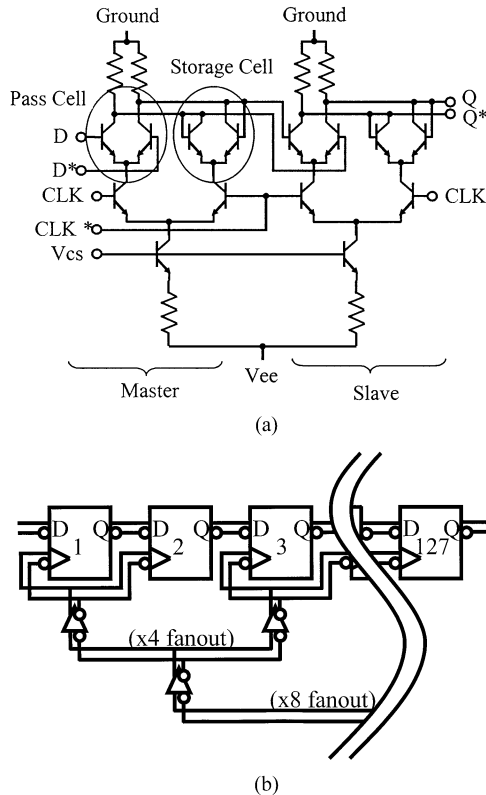 Ground Ground
Storage Cell
Pass Cell
D
D*
CLK
CLK *
Vcs
Q
Q*
CLK
Vee
Master
Slave
(a)
D Q D Q D Q D Q
1 2 3 127
(x4 fanout)
(x8 fanout)
(b)